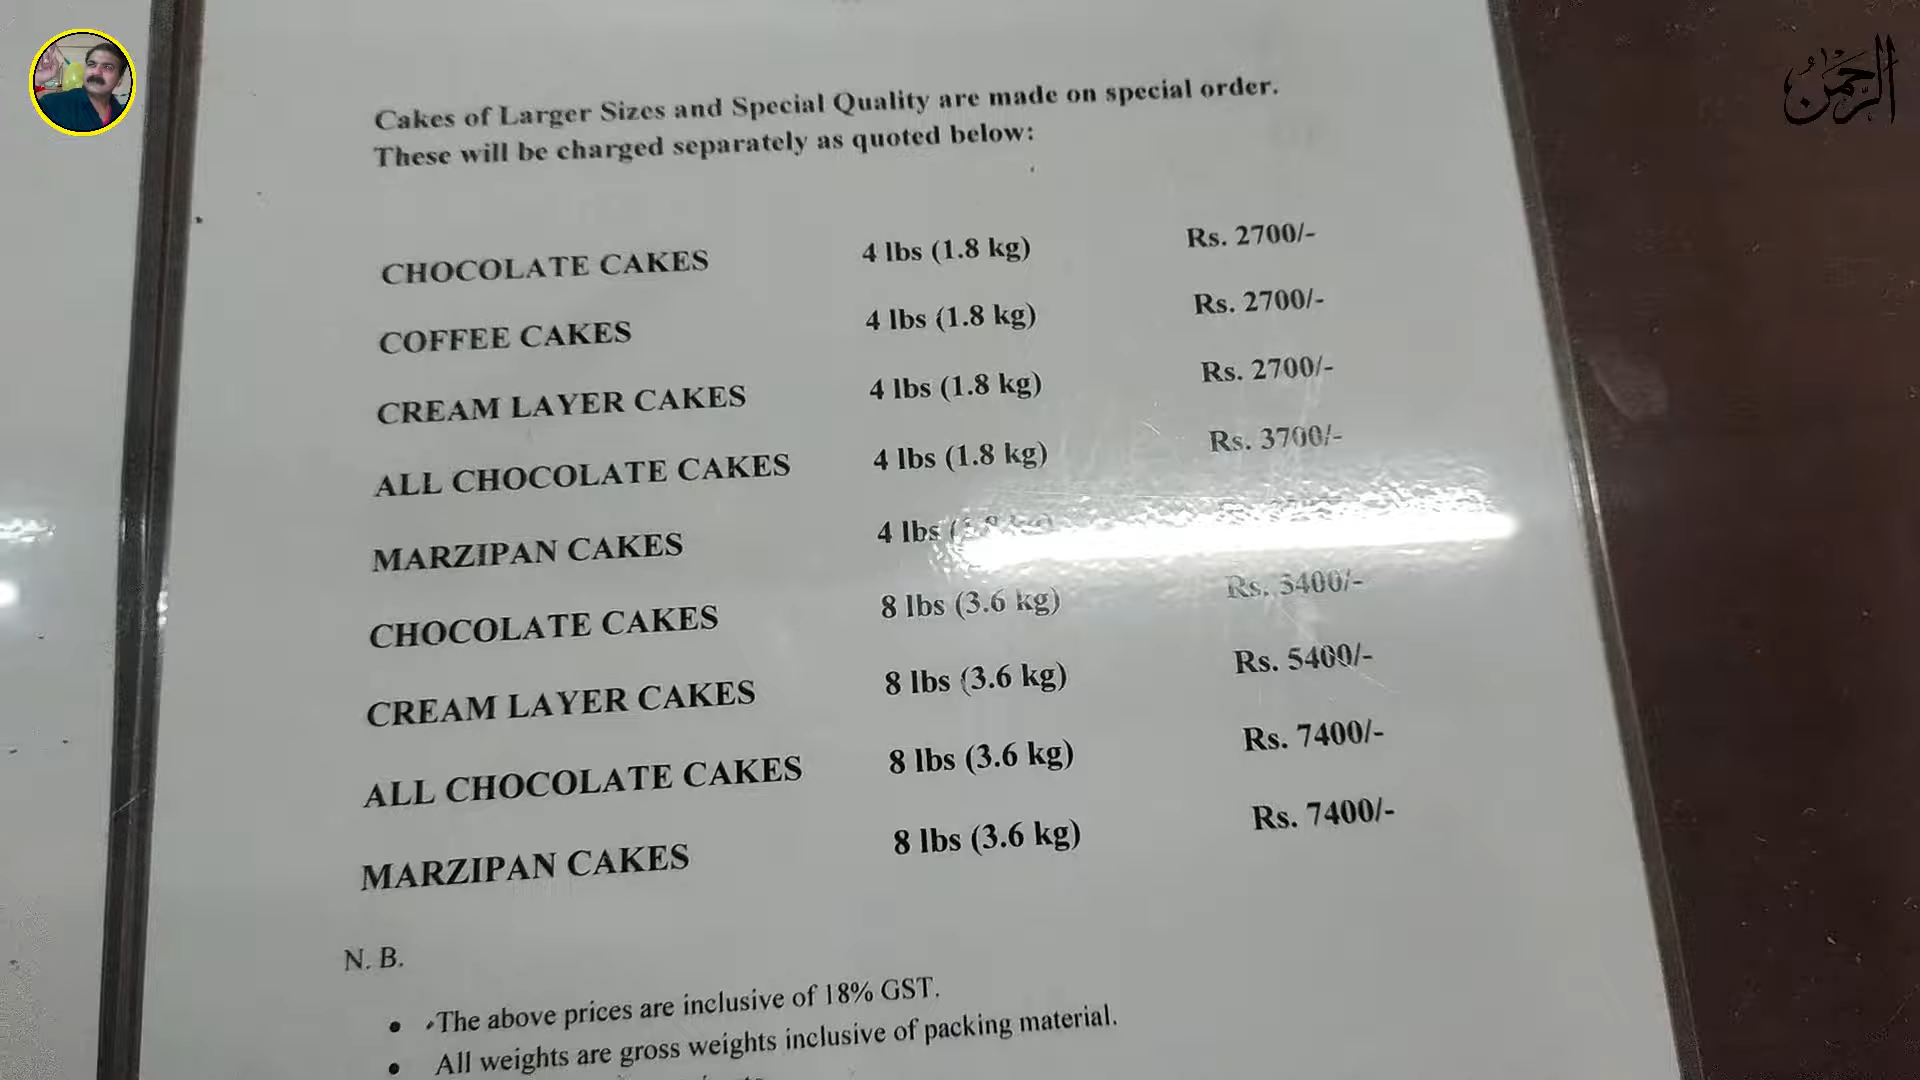 الرحمن
Cakes of Larger Sizes and Special Quality are made on special order.
These will be charged separately as quoted below:
CHOCOLATE CAKES 4 lbs (1.8 kg) Rs. 2700/-
COFFEE CAKES 4 lbs (1.8 kg) Rs. 2700/-
CREAM LAYER CAKES 4 lbs (1.8 kg) Rs. 2700/-
ALL CHOCOLATE CAKES 4 lbs (1.8 kg) Rs. 3700/-
MARZIPAN CAKES 4 lbs
CHOCOLATE CAKES 8 lbs (3.6 kg) Rs. 5400/-
CREAM LAYER CAKES 8 lbs (3.6 kg) Rs. 5400/-
ALL CHOCOLATE CAKES 8 lbs (3.6 kg) Rs. 7400/-
MARZIPAN CAKES 8 lbs (3.6 kg) Rs. 7400/-
N. B.
• The above prices are inclusive of 18% GST.
• All weights are gross weights inclusive of packing material.